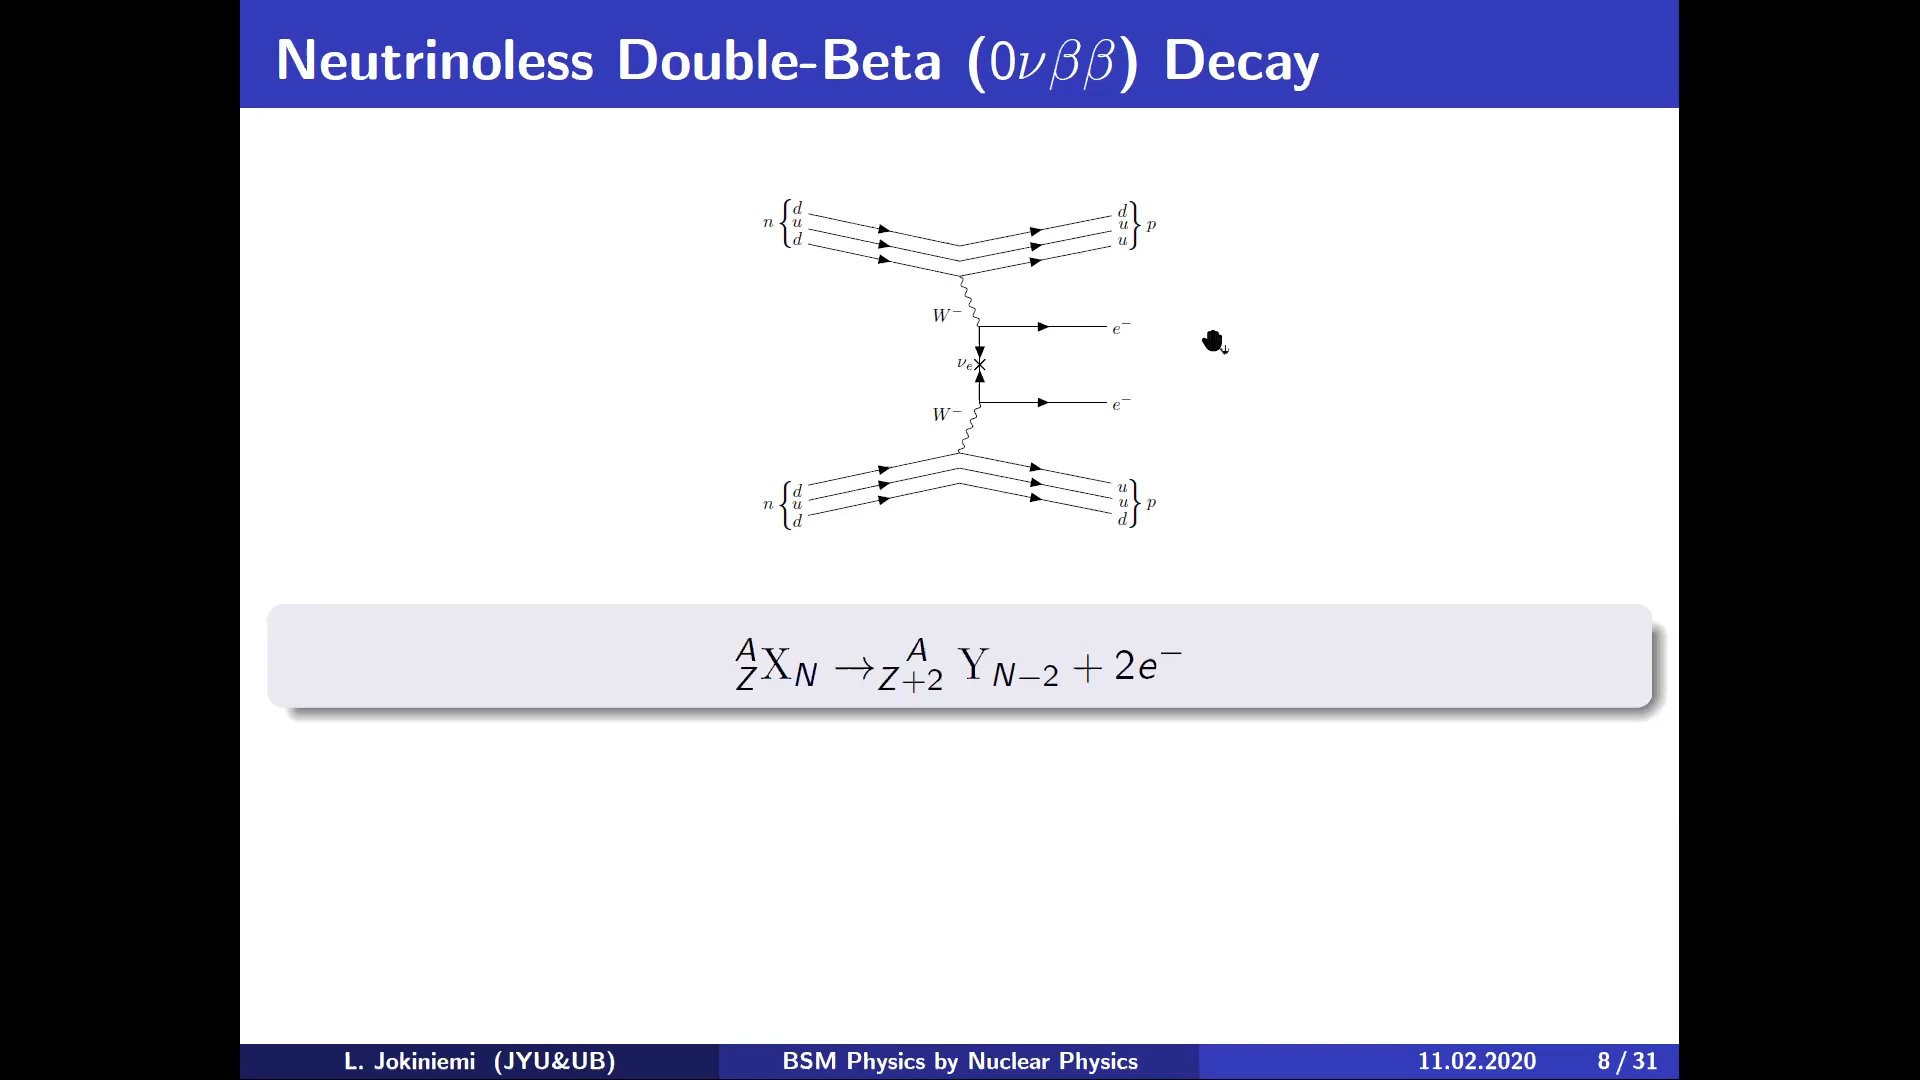 Neutrinoless Double-Beta (0νββ) Decay
d d
n { u u } p
d u
W⁻ e⁻
νₑ
W⁻ e⁻
d u
n { u u } p
d d
ᴬ_Z X_N → ᴬ_{Z+2} Y_{N−2} + 2e⁻
L. Jokiniemi (JYU&UB) BSM Physics by Nuclear Physics 11.02.2020 8 / 31